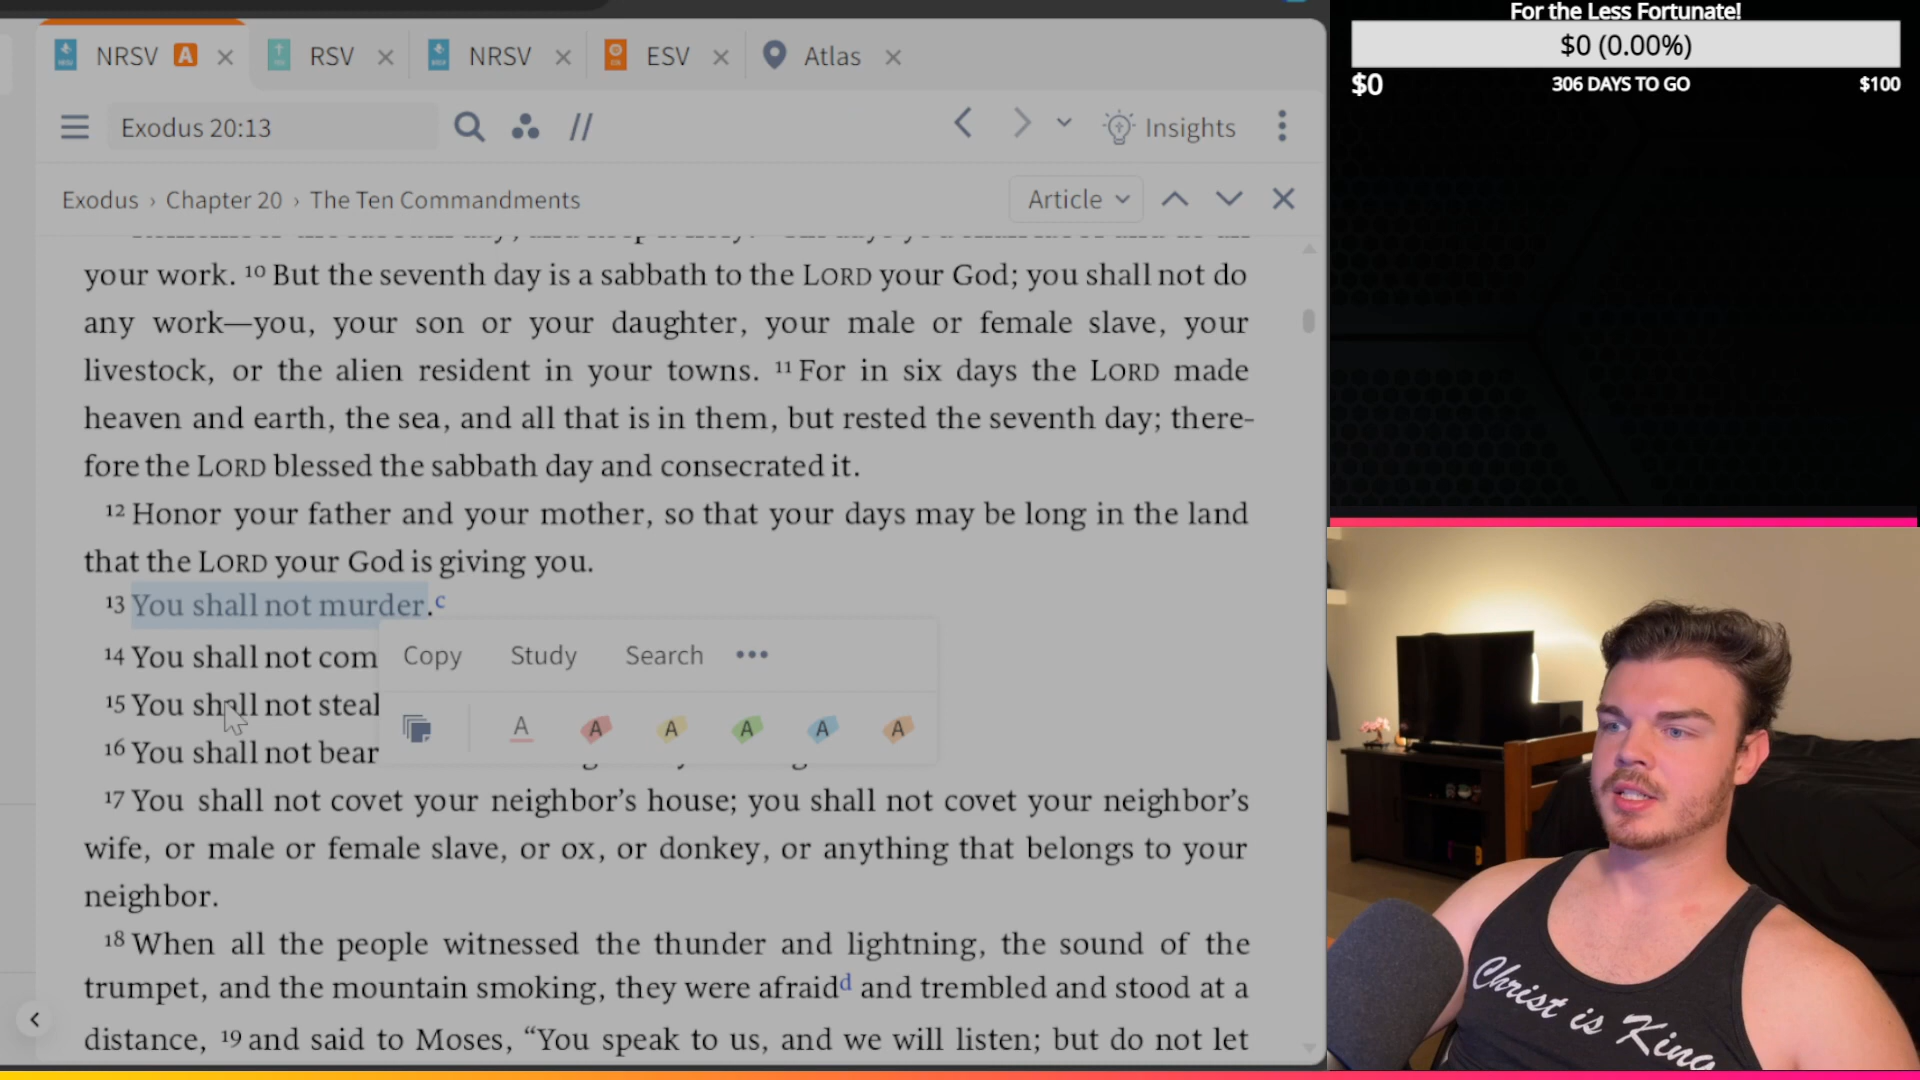 NRSV A RSV NRSV ESV Atlas
Exodus 20:13
Insights
Exodus › Chapter 20 › The Ten Commandments
Article
your work. 10 But the seventh day is a sabbath to the LORD your God; you shall not do
any work—you, your son or your daughter, your male or female slave, your
livestock, or the alien resident in your towns. 11 For in six days the LORD made
heaven and earth, the sea, and all that is in them, but rested the seventh day; there-
fore the LORD blessed the sabbath day and consecrated it.
12 Honor your father and your mother, so that your days may be long in the land
that the LORD your God is giving you.
13 You shall not murder.c
14 You shall not com
15 You shall not steal
16 You shall not bear
Copy Study Search •••
A A A A A A
17 You shall not covet your neighbor’s house; you shall not covet your neighbor’s
wife, or male or female slave, or ox, or donkey, or anything that belongs to your
neighbor.
18 When all the people witnessed the thunder and lightning, the sound of the
trumpet, and the mountain smoking, they were afraidd and trembled and stood at a
distance, 19 and said to Moses, “You speak to us, and we will listen; but do not let
For the Less Fortunate!
$0 (0.00%)
$0 306 DAYS TO GO $100
Christ is King